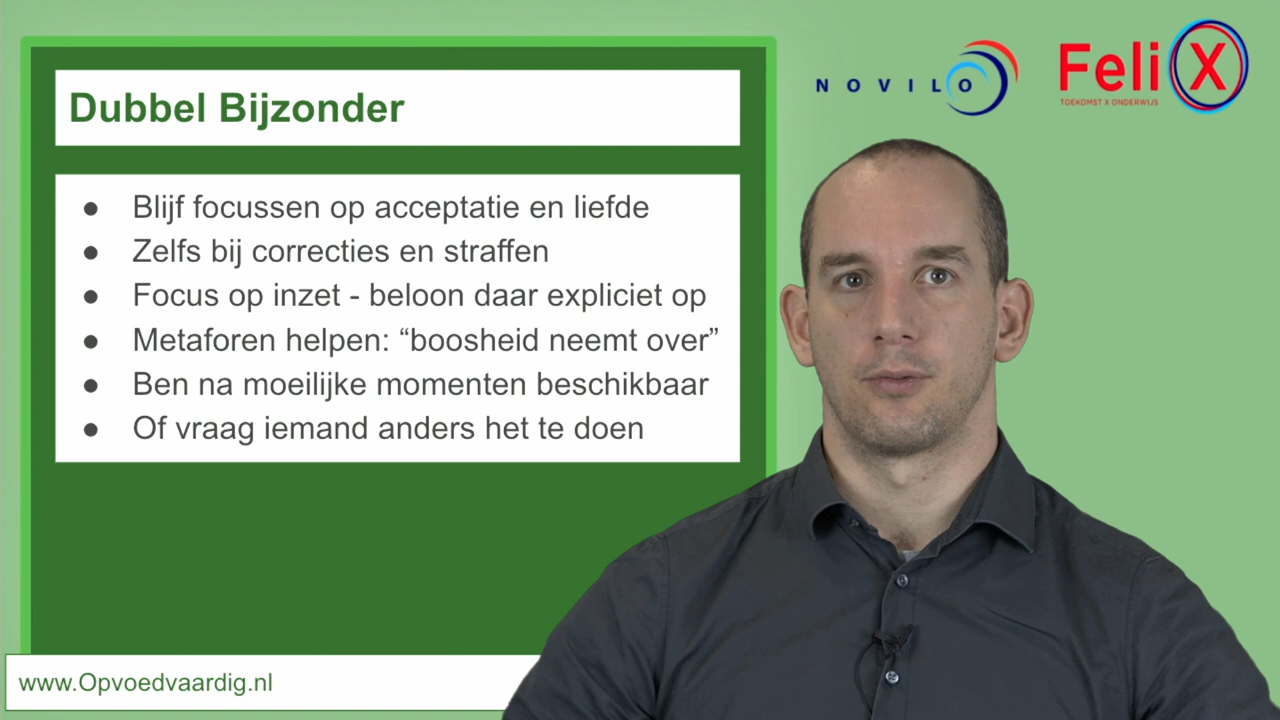 Dubbel Bijzonder
NOVILO
FeliX
TOEKOMST X ONDERWIJS
● Blijf focussen op acceptatie en liefde
● Zelfs bij correcties en straffen
● Focus op inzet - beloon daar expliciet op
● Metaforen helpen: “boosheid neemt over”
● Ben na moeilijke momenten beschikbaar
● Of vraag iemand anders het te doen
www.Opvoedvaardig.nl